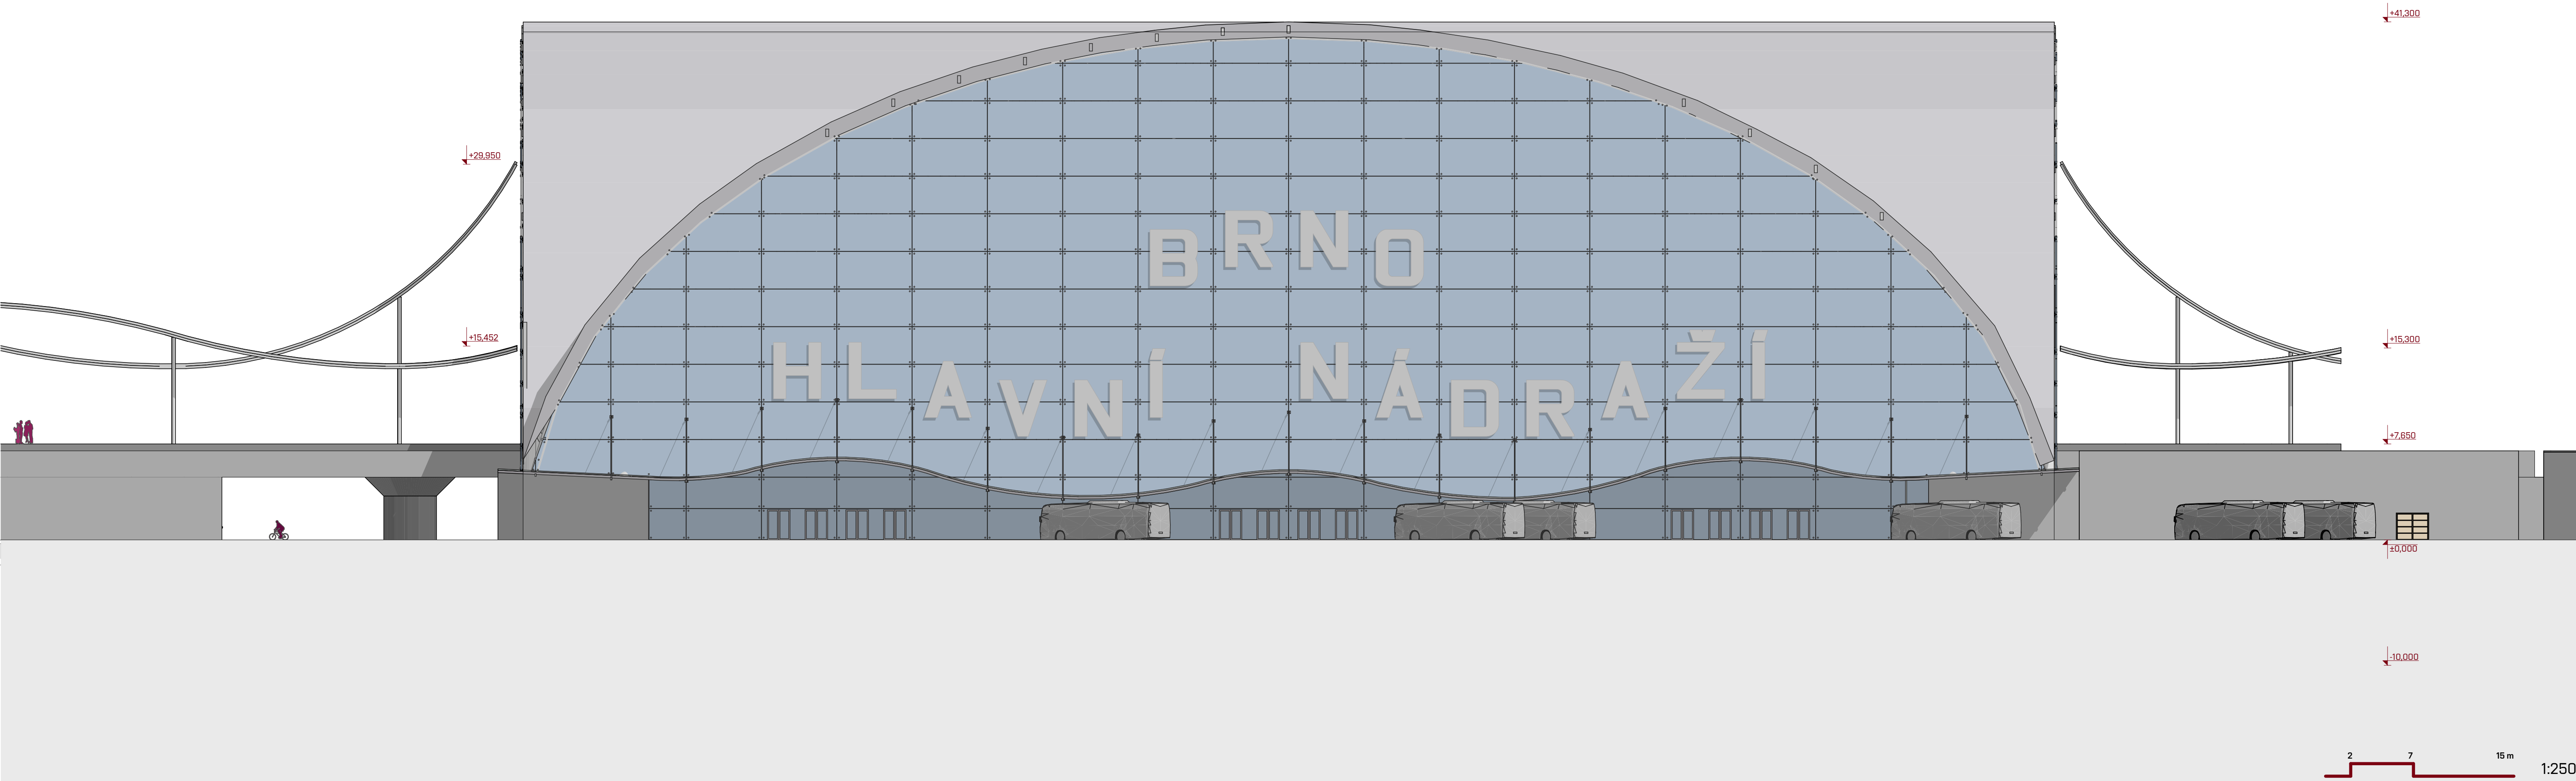 +41,300
+29,950
BRNO
+15,452
+15,300
HLAVNÍ NÁDRAŽÍ
+7,650
±0,000
-10,000
2 7 15 m
1:250